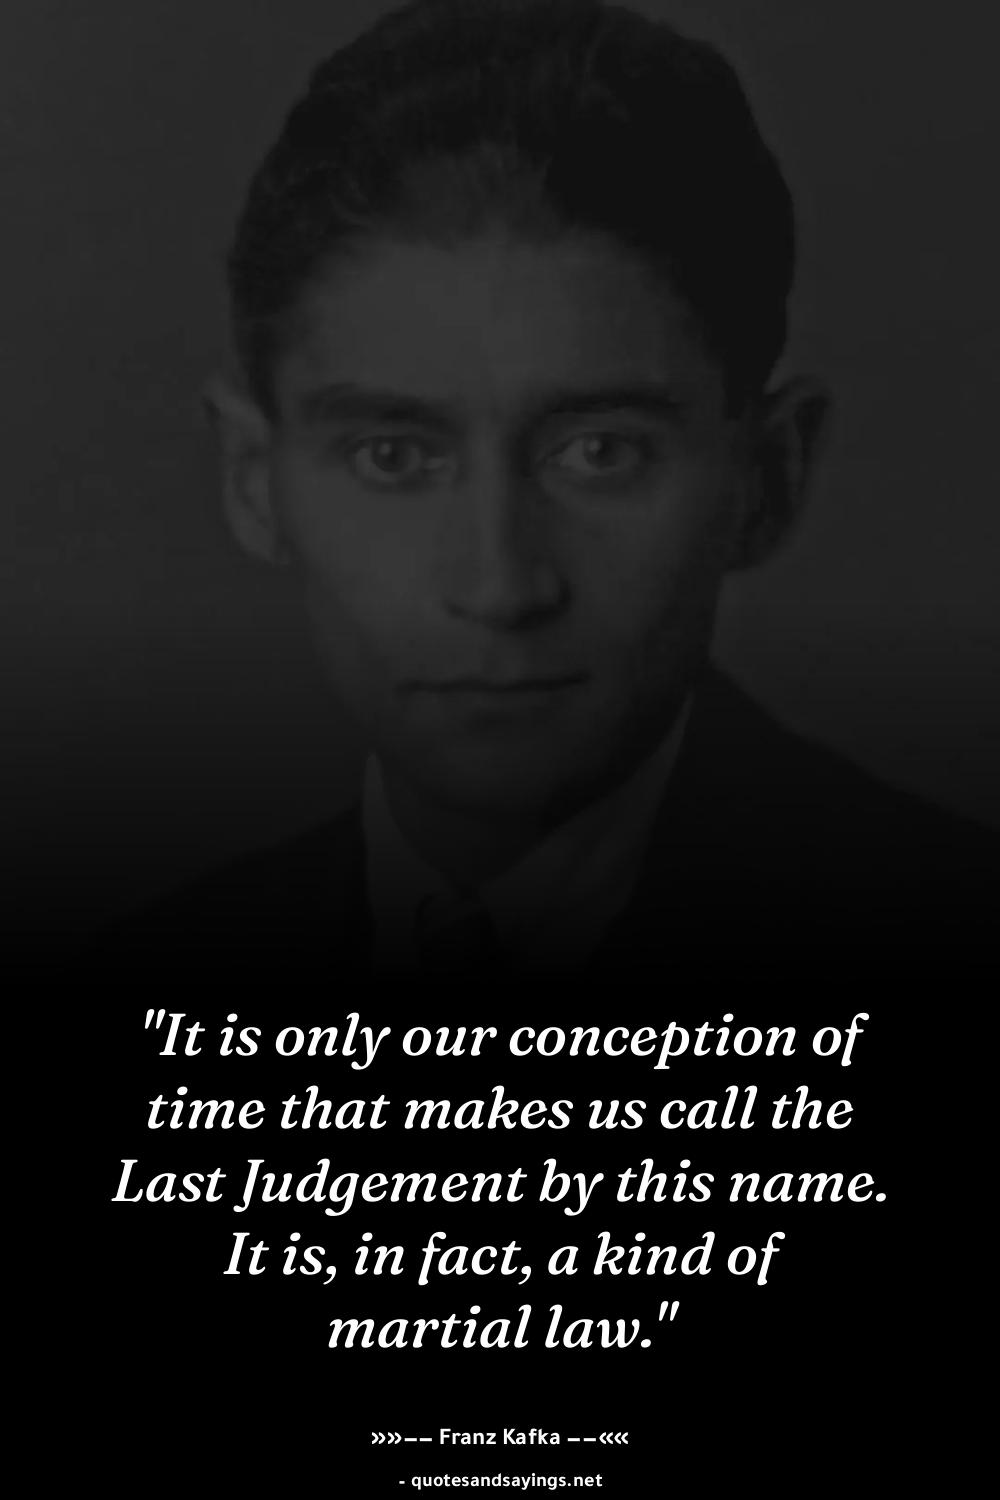 "It is only our conception of
time that makes us call the
Last Judgement by this name.
It is, in fact, a kind of
martial law."
»»−− Franz Kafka −−««
- quotesandsayings.net